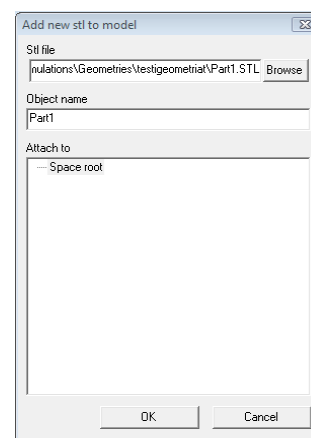 Add new stl to model
Stl file
nulations\Geometries\testigeometriat\Part1.STL Browse
Object name
Part1
Attach to
Space root
OK Cancel